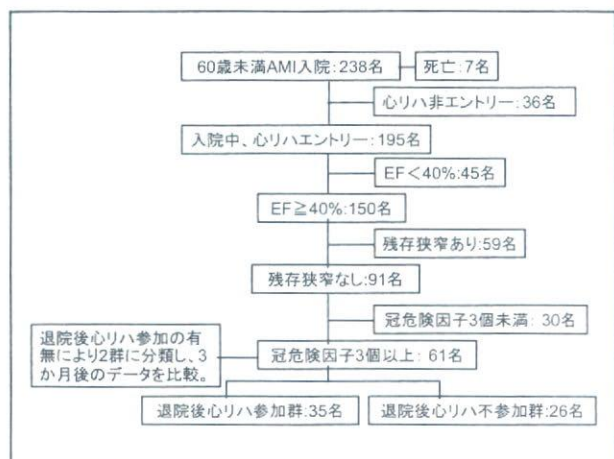 60歳未満AMI入院:238名
死亡:7名
心リハ非エントリー:36名
入院中、心リハエントリー:195名
EF<40%:45名
EF≧40%:150名
残存狭窄あり:59名
残存狭窄なし:91名
冠危険因子3個未満: 30名
退院後心リハ参加の有
無により2群に分類し、3
か月後のデータを比較。
冠危険因子3個以上: 61名
退院後心リハ参加群:35名
退院後心リハ不参加群:26名